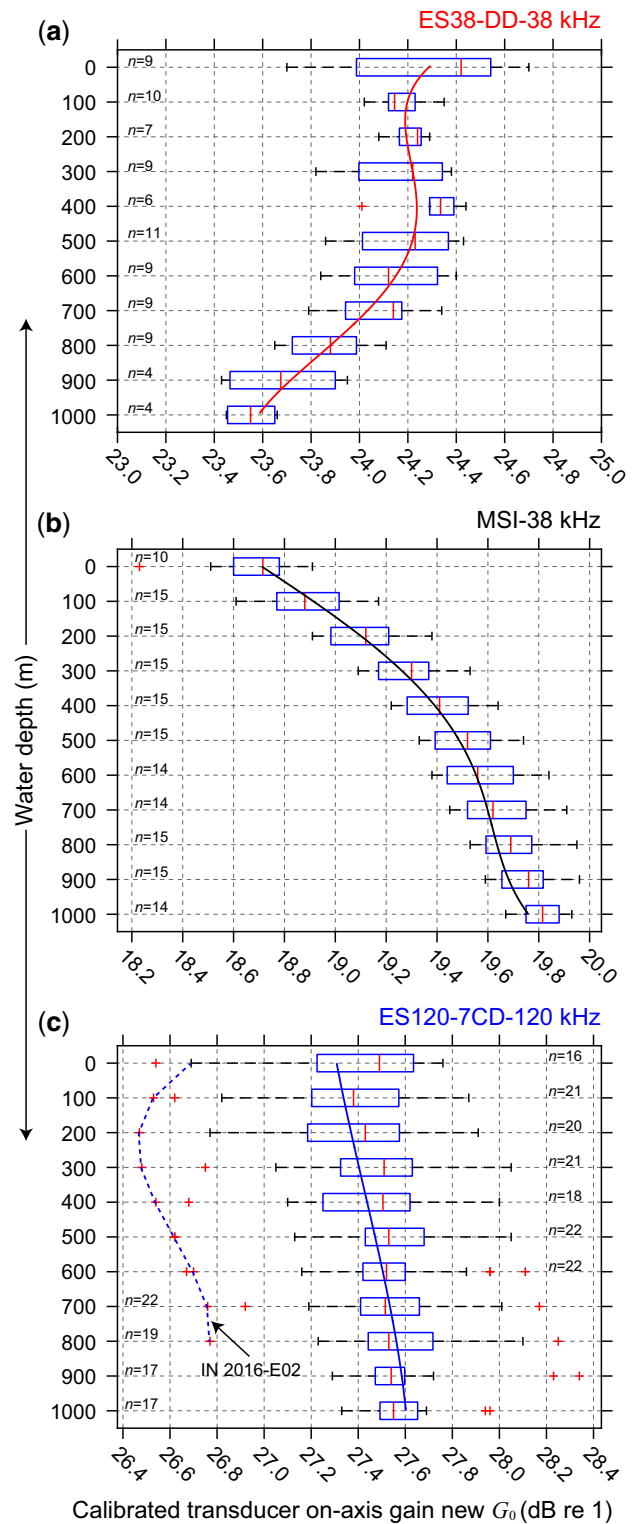 (a) ES38-DD-38 kHz
0 n=9
100 n=10
200 n=7
300 n=9
400 n=6
500 n=11
600 n=9
700 n=9
800 n=9
900 n=4
1000 n=4
23.0 23.2 23.4 23.6 23.8 24.0 24.2 24.4 24.6 24.8 25.0
(b) MSI-38 kHz
0 n=10
100 n=15
200 n=15
300 n=15
400 n=15
500 n=15
600 n=14
700 n=14
800 n=15
900 n=15
1000 n=14
18.2 18.4 18.6 18.8 19.0 19.2 19.4 19.6 19.8 20.0
Water depth (m)
(c) ES120-7CD-120 kHz
0 n=16
100 n=21
200 n=20
300 n=21
400 n=18
500 n=22
600 n=22
700 n=22
800 n=19
IN 2016-E02
900 n=17
1000 n=17
26.4 26.6 26.8 27.0 27.2 27.4 27.6 27.8 28.0 28.2 28.4
Calibrated transducer on-axis gain new G₀ (dB re 1)